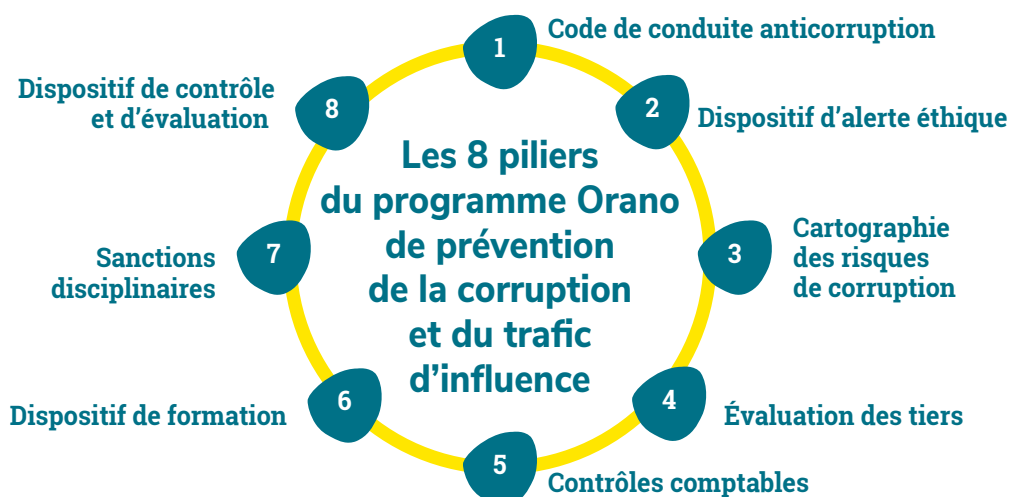 Les 8 piliers
du programme Orano
de prévention
de la corruption
et du trafic
d’influence
1
Code de conduite anticorruption
2
Dispositif d’alerte éthique
3
Cartographie
des risques
de corruption
4
Évaluation des tiers
5
Contrôles comptables
6
Dispositif de formation
7
Sanctions
disciplinaires
8
Dispositif de contrôle
et d’évaluation